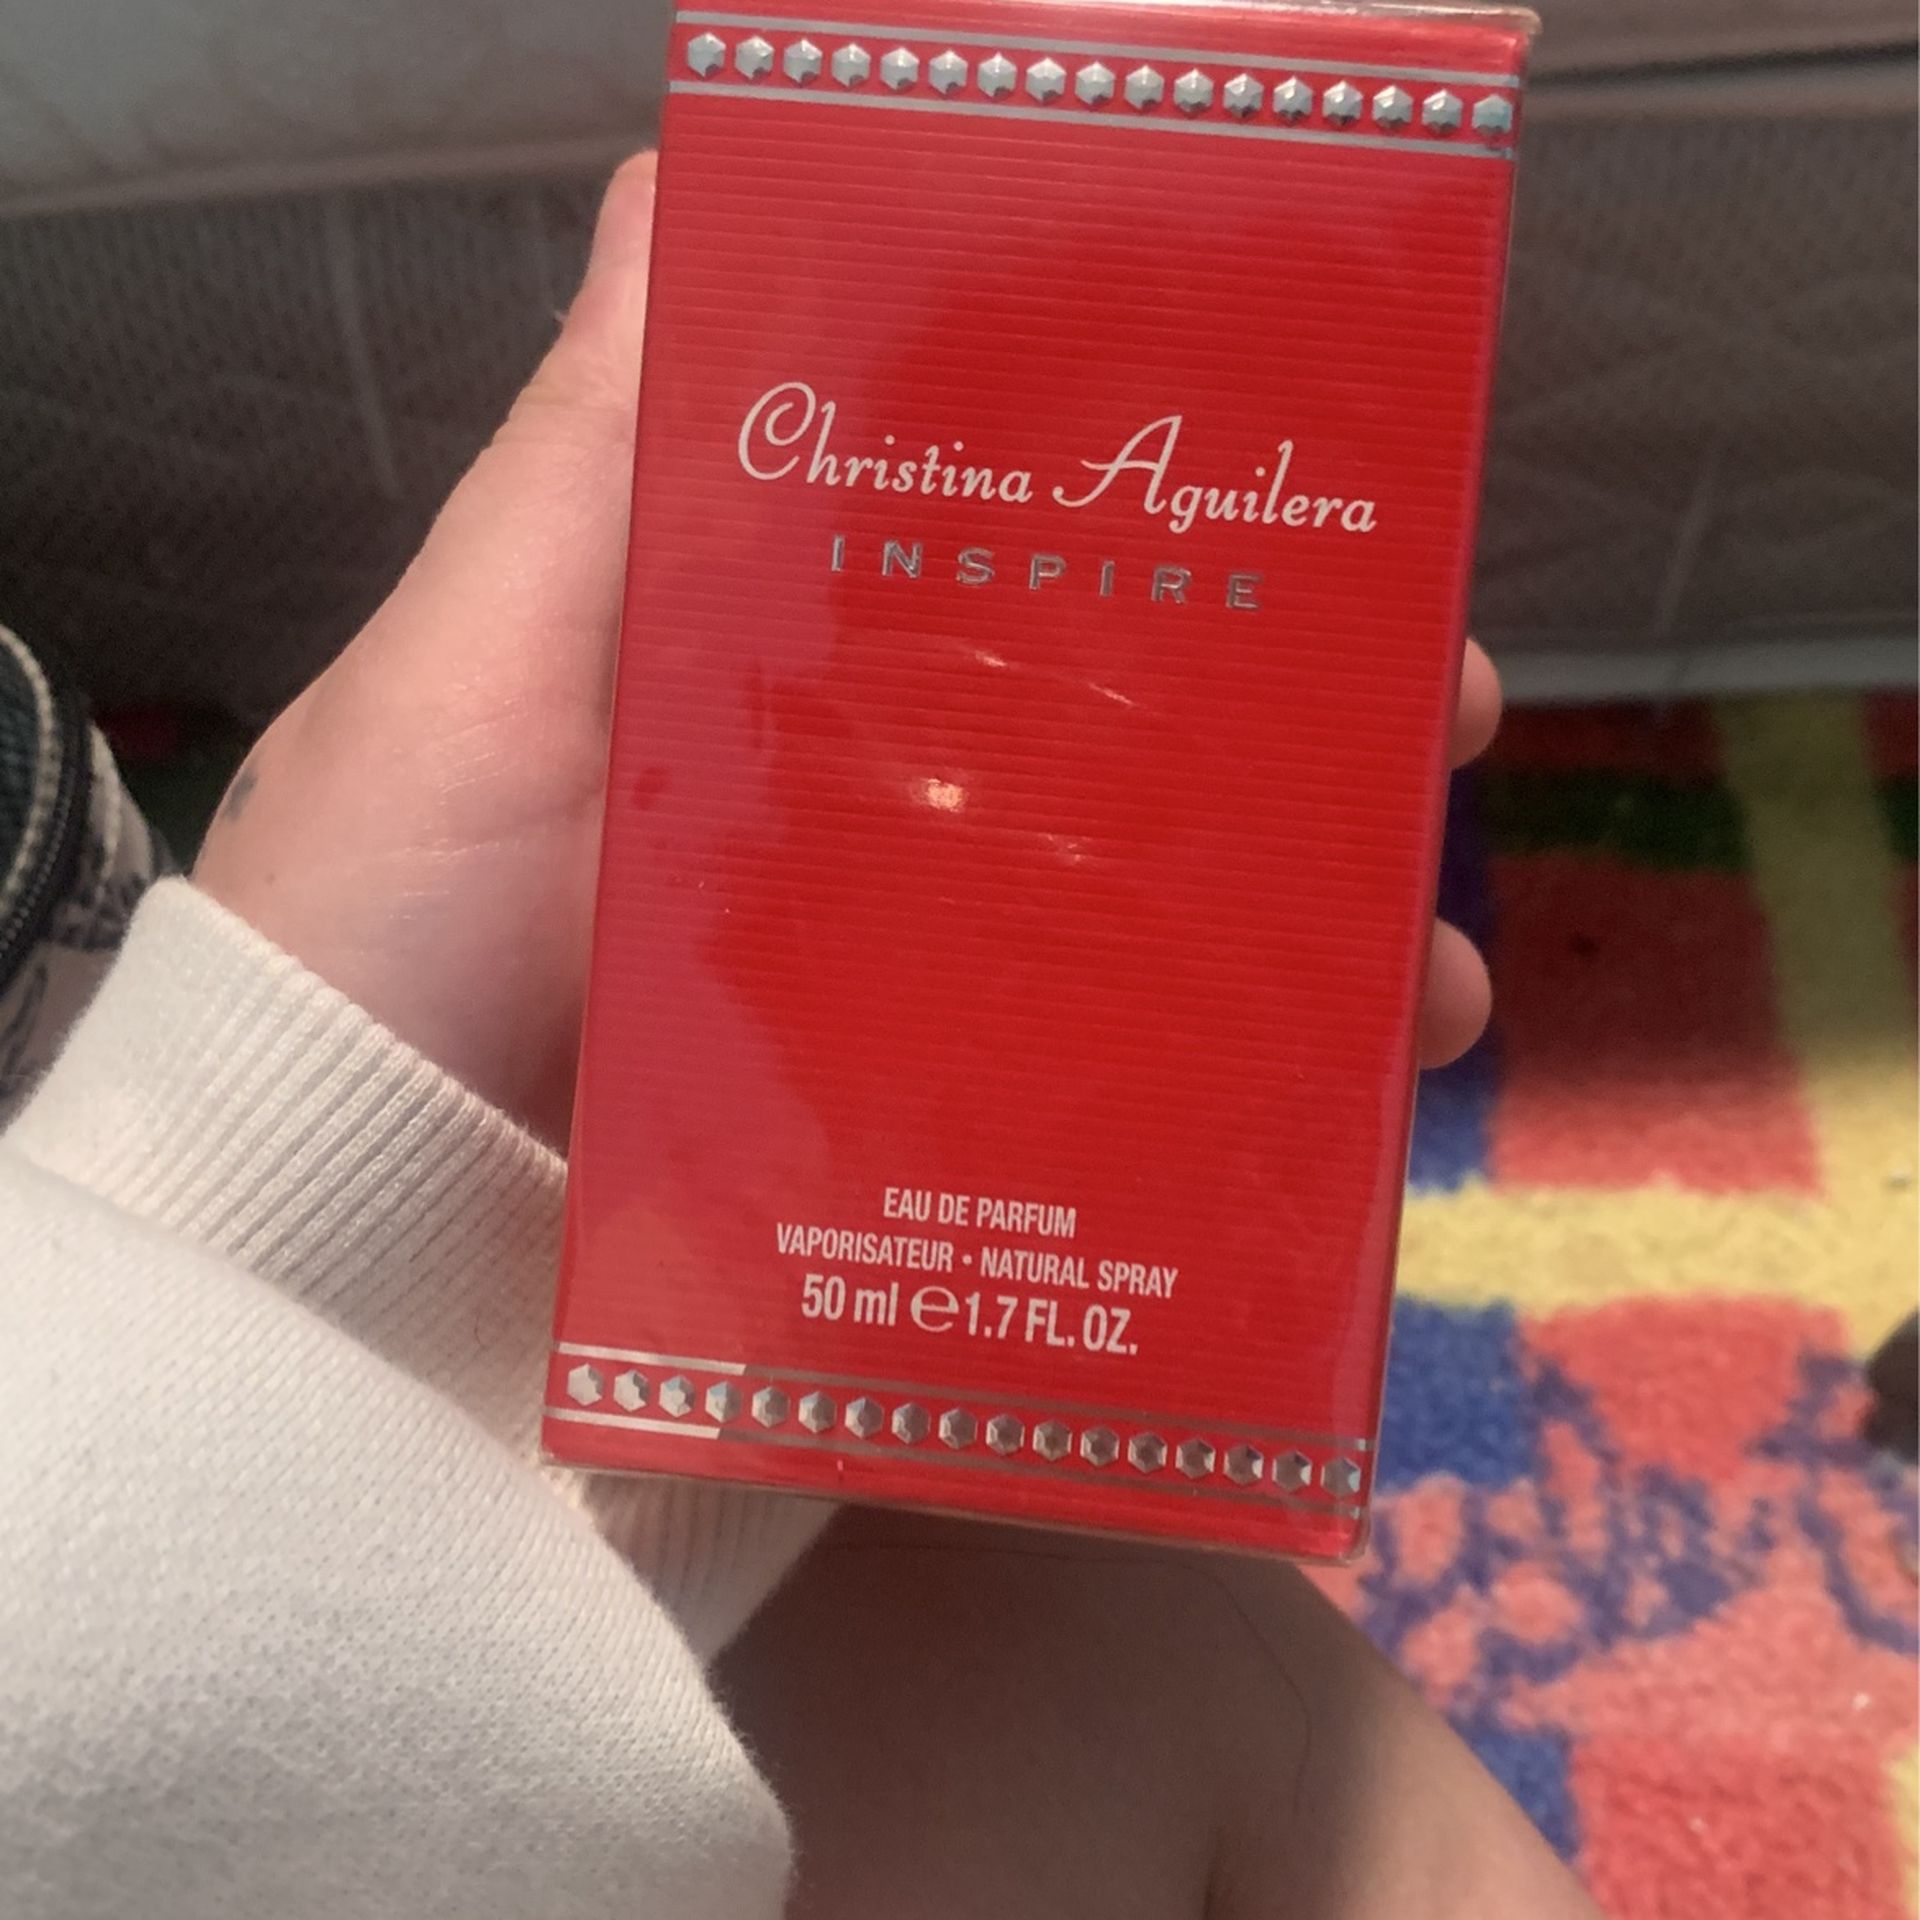 Christina Aguilera
INSPIRE
EAU DE PARFUM
VAPORISATEUR • NATURAL SPRAY
50 ml ℮ 1.7 FL. OZ.